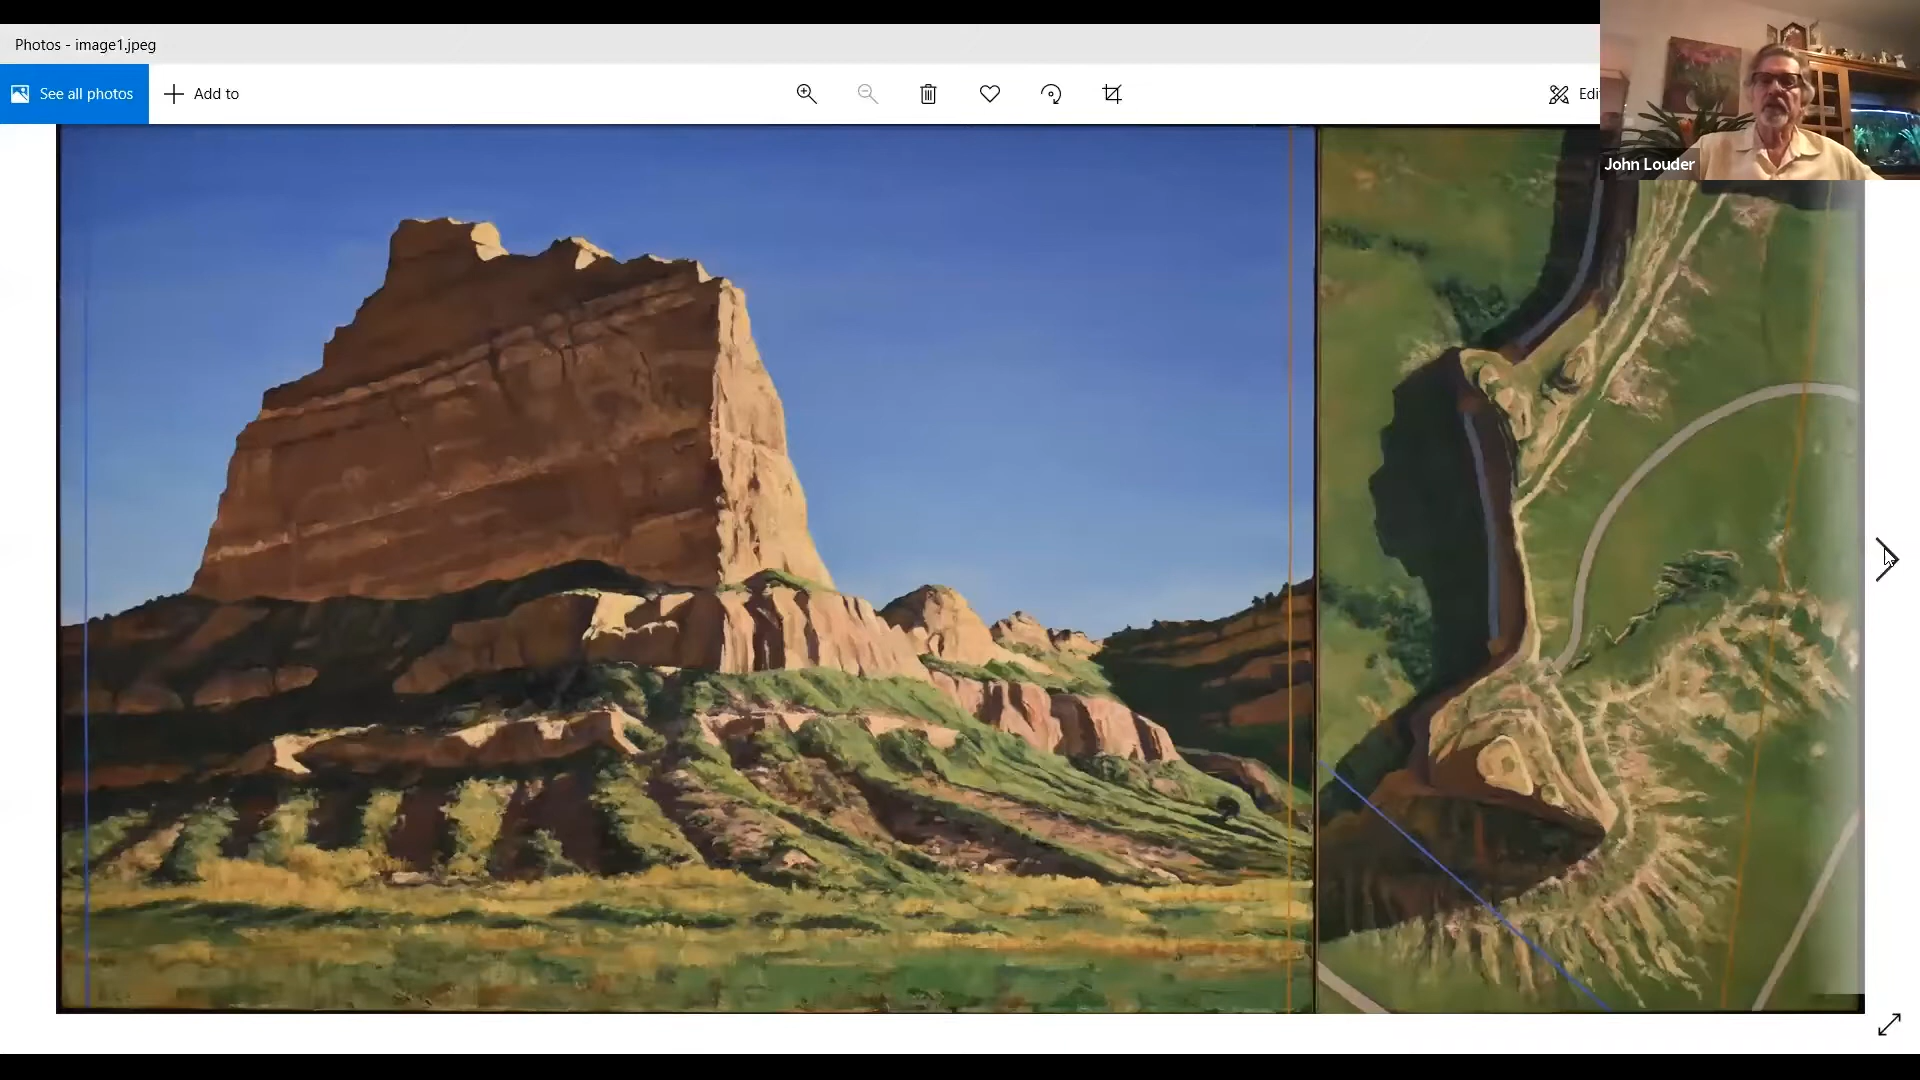 Photos - image1.jpeg
See all photos
Add to
Edi
John Louder